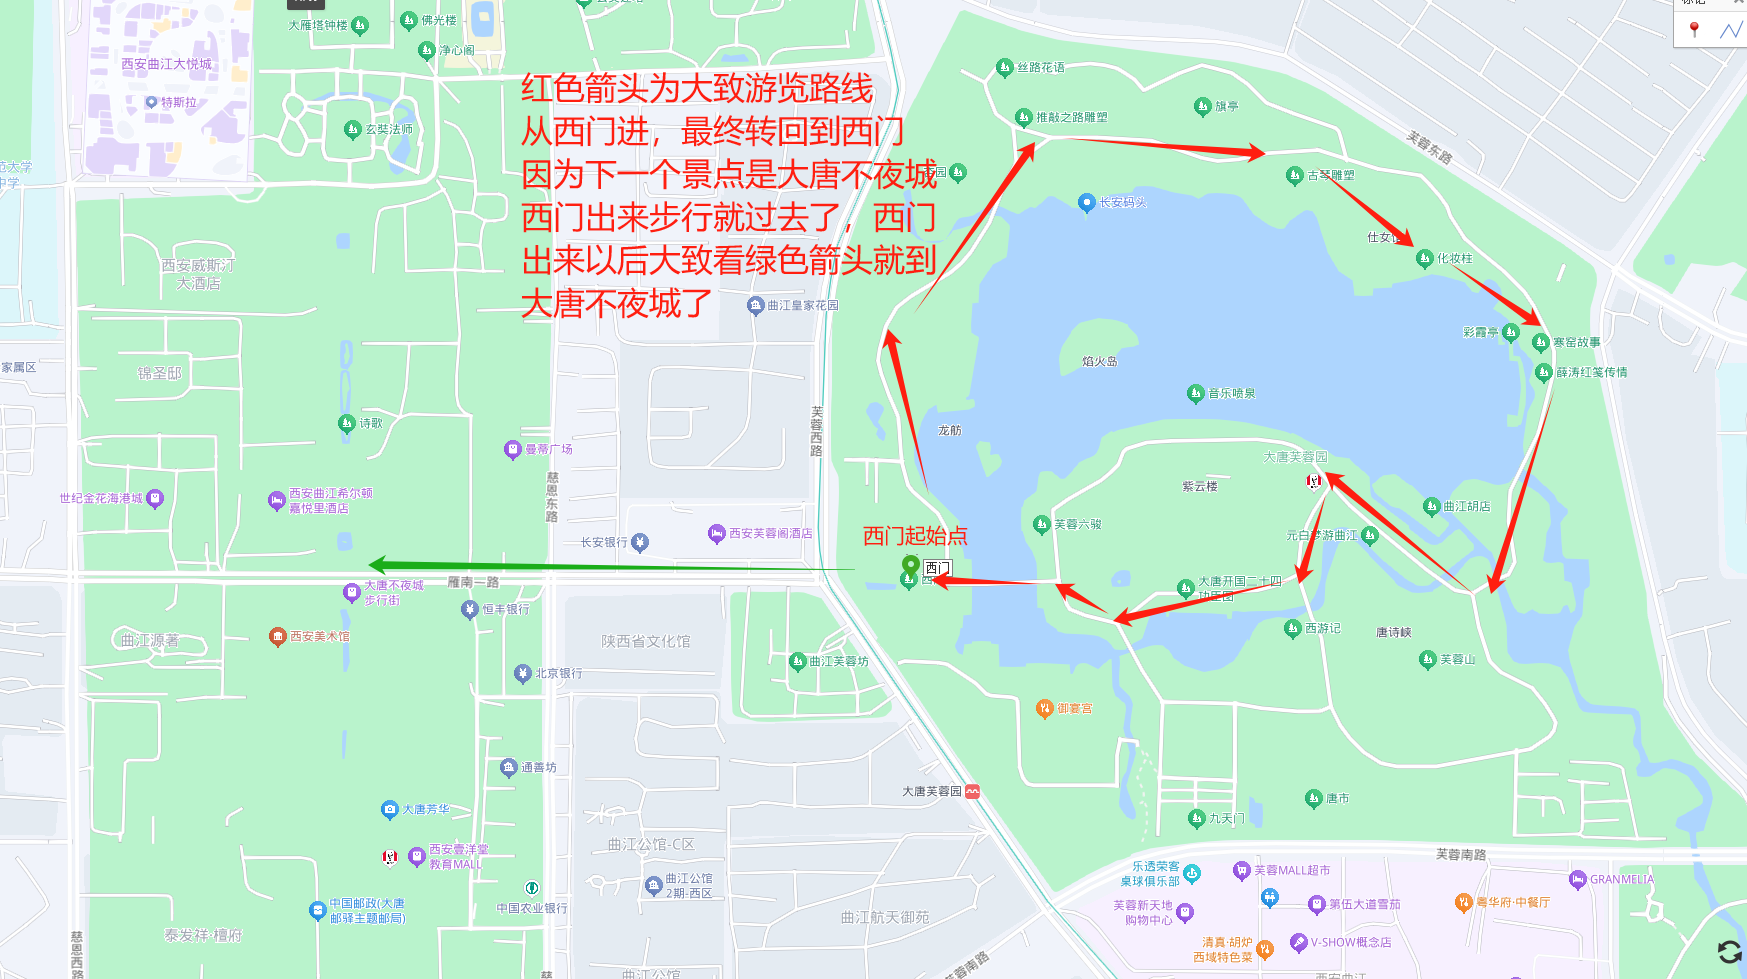 红色箭头为大致游览路线
从西门进，最终转回到西门
因为下一个景点是大唐不夜城
西门出来步行就过去了，西门
出来以后大致看绿色箭头就到
大唐不夜城了
大雁塔钟楼
佛光楼
净心阁
西安曲江大悦城
特斯拉
玄奘法师
西安威斯汀
大酒店
锦圣邸
家属区
诗歌
曼蒂广场
世纪金花海港城
西安曲江希尔顿
嘉悦里酒店
慈恩东路
长安银行
西安芙蓉阁酒店
曲江皇家花园
芙蓉西路
雁南一路
大唐不夜城
步行街
恒丰银行
曲江源著
西安美术馆
北京银行
陕西省文化馆
曲江芙蓉坊
通善坊
大唐芳华
西安壹洋堂
教育MALL
中国邮政(大唐
邮驿主题邮局)
中国农业银行
泰发祥·檀府
慈恩西路
曲江公馆-C区
曲江公馆
2期-西区
曲江航天御苑
曲江公馆
芙蓉南路
大唐芙蓉园
丝路花语
推敲之路雕塑
旗亭
芙蓉东路
古琴雕塑
长安码头
化妆柱
彩霞亭
寒窑故事
薛涛红笺传情
焰火岛
音乐喷泉
龙舫
大唐芙蓉园
紫云楼
曲江胡店
芙蓉六骏
元白梦游曲江
西门起始点
西门
大唐开国二十四
功臣图
西游记
唐诗峡
芙蓉山
御宴宫
唐市
九天门
芙蓉南路
乐透荣客
桌球俱乐部
芙蓉MALL超市
芙蓉新天地
购物中心
第伍大道雪茄
粤华府·中餐厅
GRANMELIA
清真·胡炉
西域特色菜
V-SHOW概念店
西安曲江